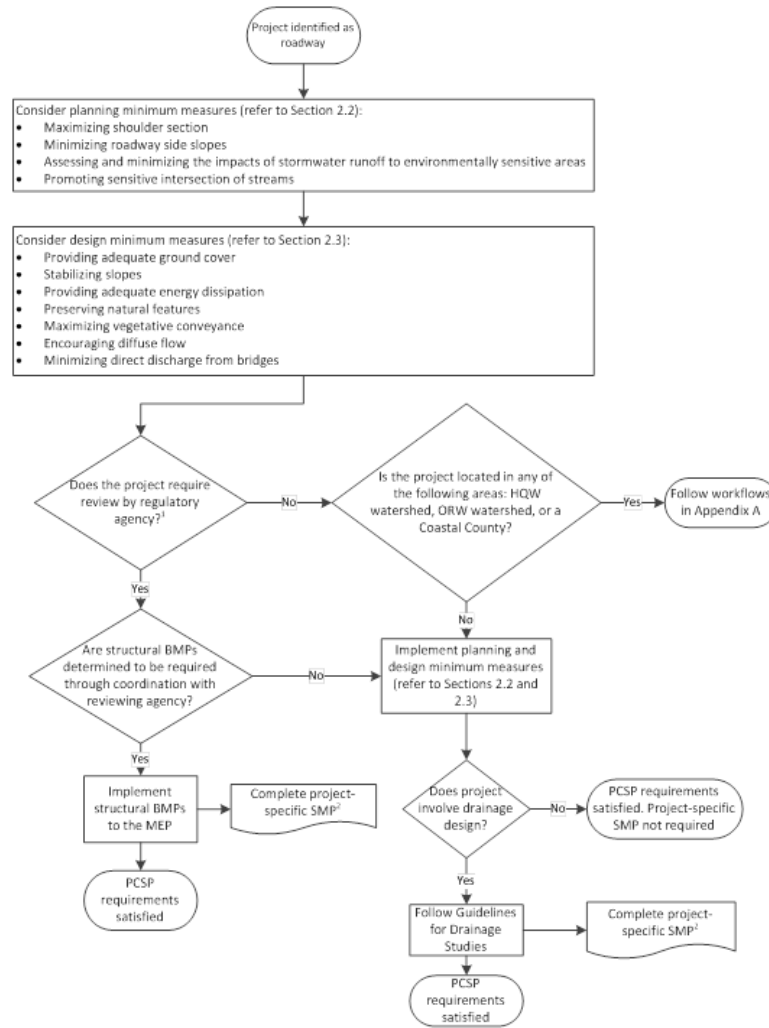 Project identified as
roadway
Consider planning minimum measures (refer to Section 2.2):
• Maximizing shoulder section
• Minimizing roadway side slopes
• Assessing and minimizing the impacts of stormwater runoff to environmentally sensitive areas
• Promoting sensitive intersection of streams
Consider design minimum measures (refer to Section 2.3):
• Providing adequate ground cover
• Stabilizing slopes
• Providing adequate energy dissipation
• Preserving natural features
• Maximizing vegetative conveyance
• Encouraging diffuse flow
• Minimizing direct discharge from bridges
Does the project require
review by regulatory
agency?¹
No
Is the project located in any of
the following areas: HQW
watershed, ORW watershed, or a
Coastal County?
Yes
Follow workflows
in Appendix A
Yes
No
Are structural BMPs
determined to be required
through coordination with
reviewing agency?
No
Implement planning and
design minimum measures
(refer to Sections 2.2 and
2.3)
Yes
Implement
structural BMPs
to the MEP
Complete project-
specific SMP²
Does project
involve drainage
design?
No
PCSP requirements
satisfied. Project-specific
SMP not required
PCSP
requirements
satisfied
Yes
Follow Guidelines
for Drainage
Studies
Complete project-
specific SMP²
PCSP
requirements
satisfied